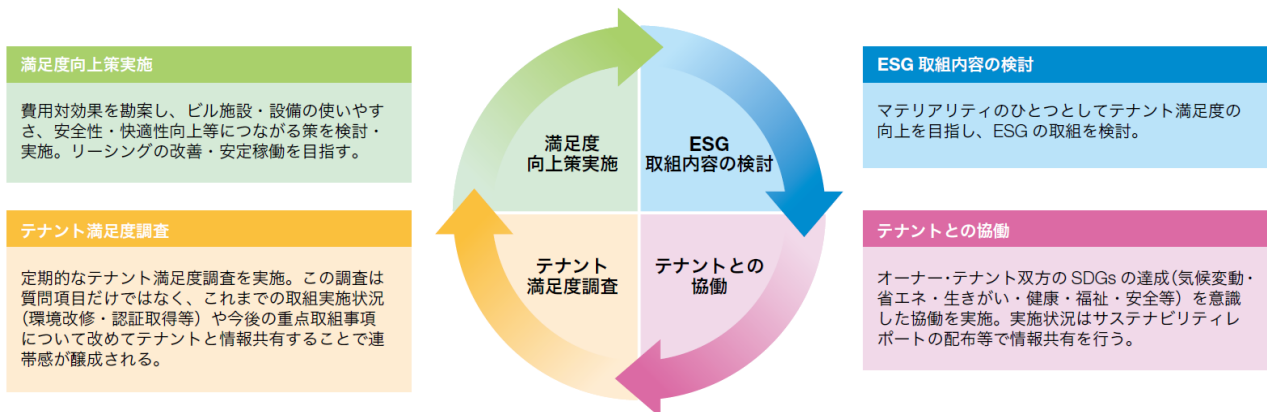 満足度向上策実施
費用対効果を勘案し、ビル施設・設備の使いやす
さ、安全性・快適性向上等につながる策を検討・
実施。リーシングの改善・安定稼働を目指す。
テナント満足度調査
定期的なテナント満足度調査を実施。この調査は
質問項目だけではなく、これまでの取組実施状況
(環境改修・認証取得等)や今後の重点取組事項
について改めてテナントと情報共有することで連
帯感が醸成される。
満足度
向上策実施
ESG
取組内容の検討
テナント
満足度調査
テナントとの
協働
ESG 取組内容の検討
マテリアリティのひとつとしてテナント満足度の
向上を目指し、ESG の取組を検討。
テナントとの協働
オーナー・テナント双方の SDGs の達成(気候変動・
省エネ・生きがい・健康・福祉・安全等)を意識
した協働を実施。実施状況はサステナビリティレ
ポートの配布等で情報共有を行う。